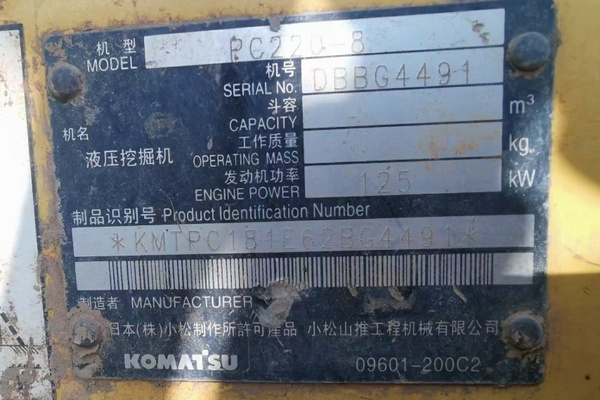 机型 MODEL ** PC220-8
机号 SERIAL No. DBBG4491
斗容 CAPACITY m³
机名 液压挖掘机
工作质量 OPERATING MASS kg
发动机功率 ENGINE POWER 125 kW
制品识别号 Product Identification Number
*KMTPC181E62BG4491*
制造者 MANUFACTURER
日本(株)小松制作所許可產品 小松山推工程机械有限公司
KOMATSU 09601-200C2